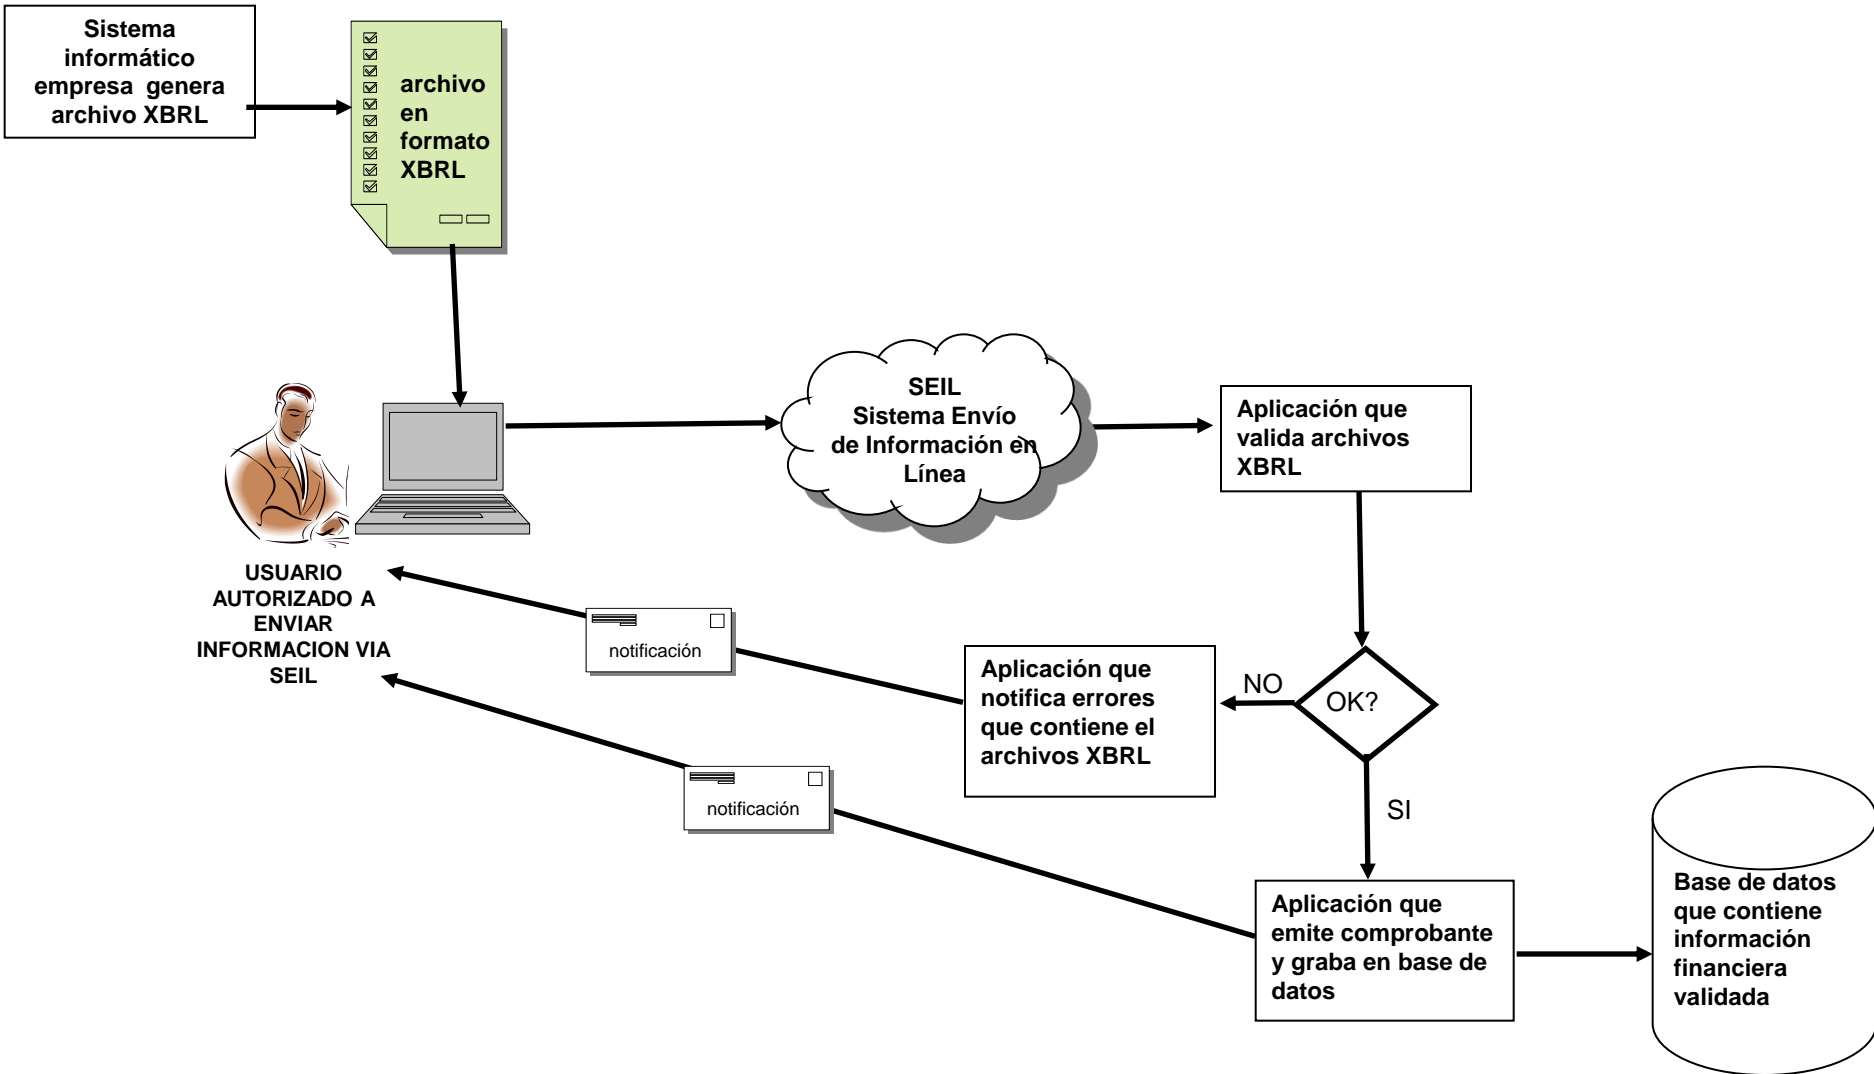 Sistema
informático
empresa genera
archivo XBRL
archivo
en
formato
XBRL
SEIL
Sistema Envío
de Información en
Línea
Aplicación que
valida archivos
XBRL
USUARIO
AUTORIZADO A
ENVIAR
INFORMACION VIA
SEIL
notificación
Aplicación que
notifica errores
que contiene el
archivos XBRL
NO
OK?
notificación
SI
Aplicación que
emite comprobante
y graba en base de
datos
Base de datos
que contiene
información
financiera
validada